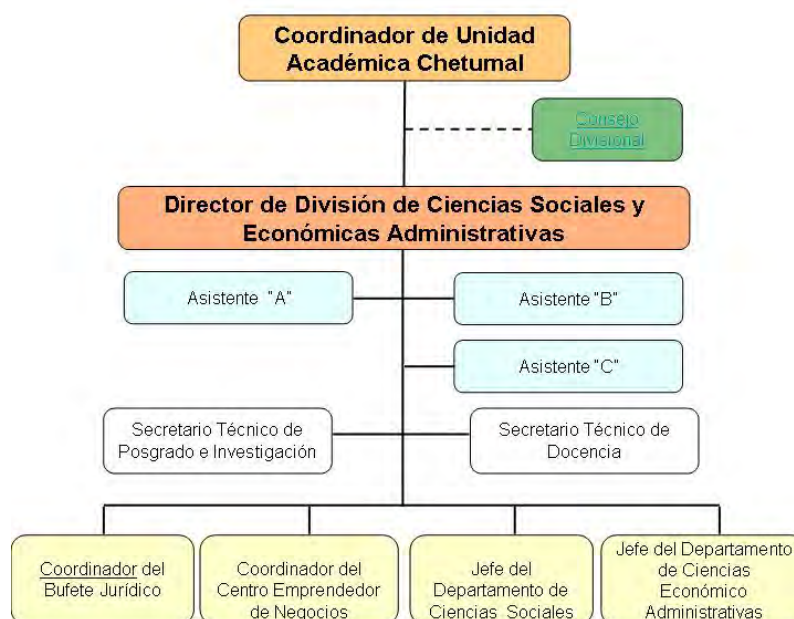 Coordinador de Unidad
Académica Chetumal
Consejo
Divisional
Director de División de Ciencias Sociales y
Económicas Administrativas
Asistente "A"
Asistente "B"
Asistente "C"
Secretario Técnico de
Posgrado e Investigación
Secretario Técnico de
Docencia
Coordinador del
Bufete Jurídico
Coordinador del
Centro Emprendedor
de Negocios
Jefe del
Departamento de
Ciencias Sociales
Jefe del Departamento
de Ciencias
Económico
Administrativas